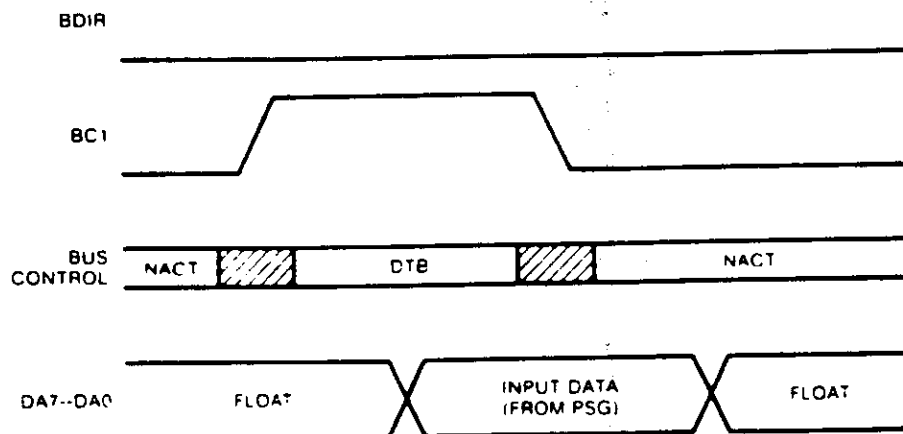 BDIR
BC1
BUS
CONTROL
NACT
DTB
NACT
DA7--DA0
FLOAT
INPUT DATA
(FROM PSG)
FLOAT